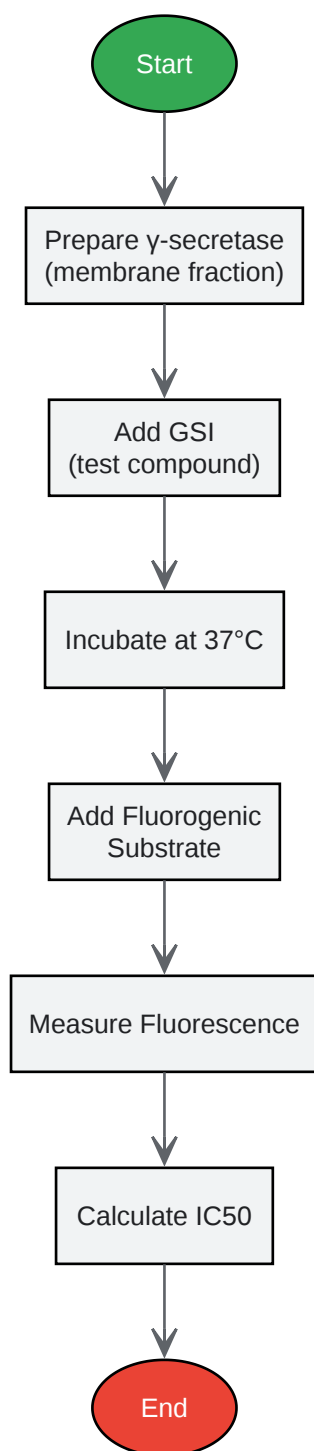 Start
Prepare γ-secretase
(membrane fraction)
Add GSI
(test compound)
Incubate at 37°C
Add Fluorogenic
Substrate
Measure Fluorescence
Calculate IC50
End